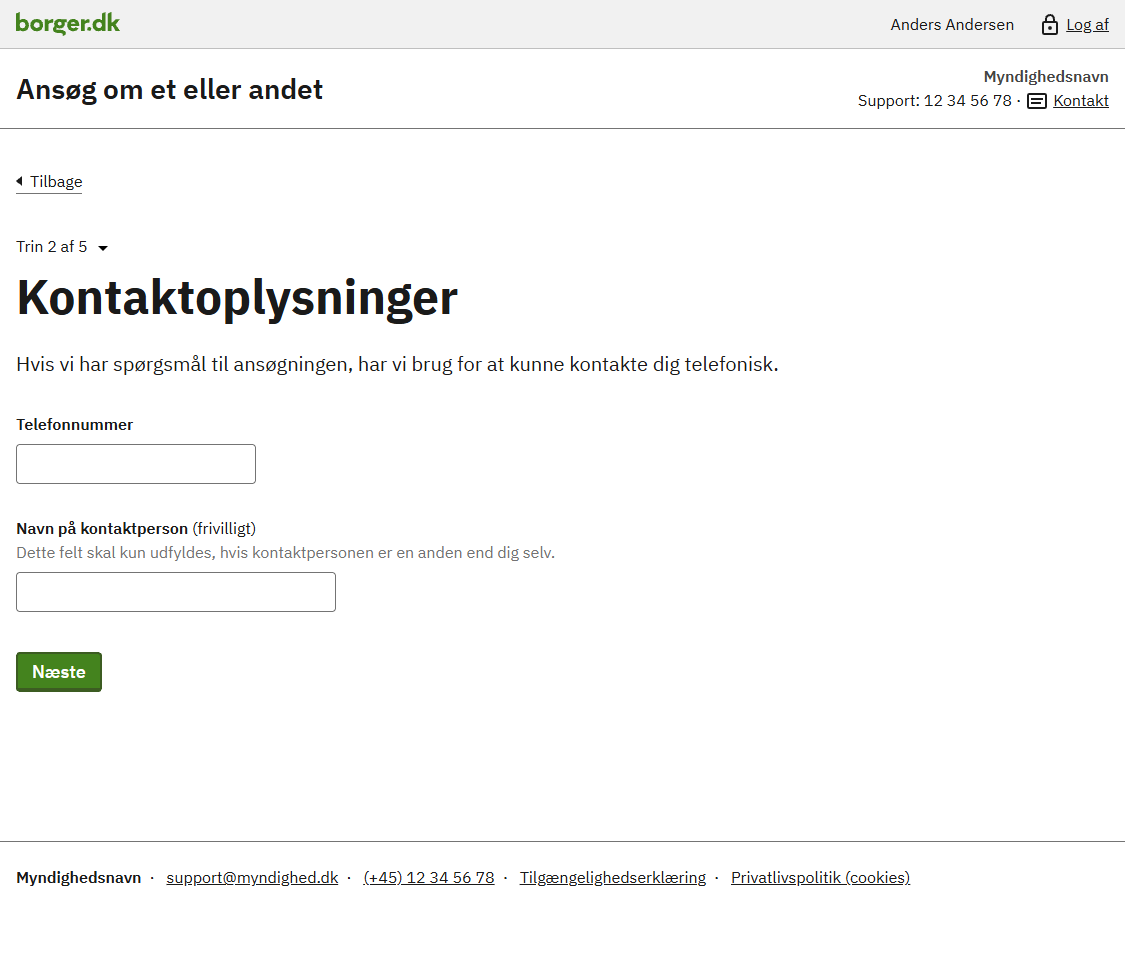 borger.dk
Anders Andersen Log af
Ansøg om et eller andet
Myndighedsnavn
Support: 12 34 56 78 · Kontakt
Tilbage
Trin 2 af 5
Kontaktoplysninger
Hvis vi har spørgsmål til ansøgningen, har vi brug for at kunne kontakte dig telefonisk.
Telefonnummer
Navn på kontaktperson (frivilligt)
Dette felt skal kun udfyldes, hvis kontaktpersonen er en anden end dig selv.
Næste
Myndighedsnavn · support@myndighed.dk · (+45) 12 34 56 78 · Tilgængelighedserklæring · Privatlivspolitik (cookies)